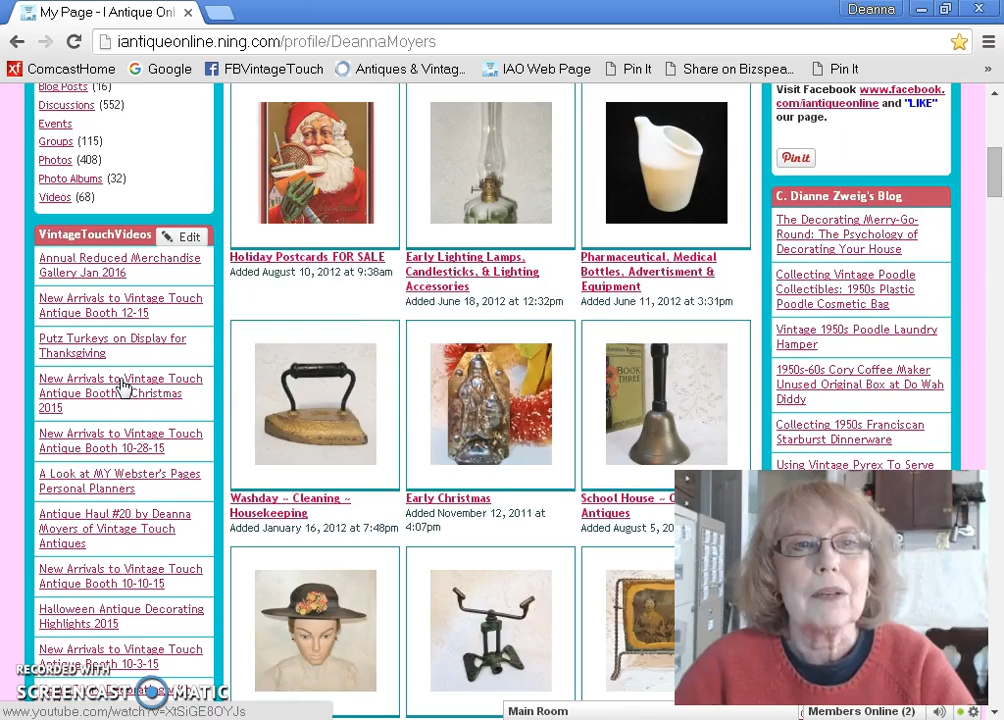 My Page - I Antique Onl
Deanna
iantiqueonline.ning.com/profile/DeannaMoyers
ComcastHome
Google
FBVintageTouch
Antiques & Vintag...
IAO Web Page
Pin It
Share on Bizspea...
Pin It
»
Blog Posts (16)
Discussions (552)
Events
Groups (115)
Photos (408)
Photo Albums (32)
Videos (68)
VintageTouchVideos
Edit
Annual Reduced Merchandise
Gallery Jan 2016
New Arrivals to Vintage Touch
Antique Booth 12-15
Putz Turkeys on Display for
Thanksgiving
New Arrivals to Vintage Touch
Antique Booth Christmas
2015
New Arrivals to Vintage Touch
Antique Booth 10-28-15
A Look at MY Webster's Pages
Personal Planners
Antique Haul #20 by Deanna
Moyers of Vintage Touch
Antiques
New Arrivals to Vintage Touch
Antique Booth 10-10-15
Halloween Antique Decorating
Highlights 2015
New Arrivals to Vintage Touch
Antique Booth 10-3-15
Holiday Postcards FOR SALE
Added August 10, 2012 at 9:38am
Early Lighting Lamps,
Candlesticks, & Lighting
Accessories
Added June 18, 2012 at 12:32pm
Pharmaceutical, Medical
Bottles, Advertisment &
Equipment
Added June 11, 2012 at 3:31pm
BOOK
THREE
Washday ~ Cleaning ~
Housekeeping
Added January 16, 2012 at 7:48pm
Early Christmas
Added November 12, 2011 at
4:07pm
School House ~ O
Antiques
Added August 5, 20
Visit Facebook www.facebook.
com/iantiqueonline and "LIKE"
our page.
Pin it
C. Dianne Zweig's Blog
The Decorating Merry-Go-
Round: The Psychology of
Decorating Your House
Collecting Vintage Poodle
Collectibles: 1950s Plastic
Poodle Cosmetic Bag
Vintage 1950s Poodle Laundry
Hamper
1950s-60s Cory Coffee Maker
Unused Original Box at Do Wah
Diddy
Collecting 1950s Franciscan
Starburst Dinnerware
Using Vintage Pyrex To Serve
RECORDED WITH
SCREENCAST-O-MATIC
Main Room
Members Online (2)